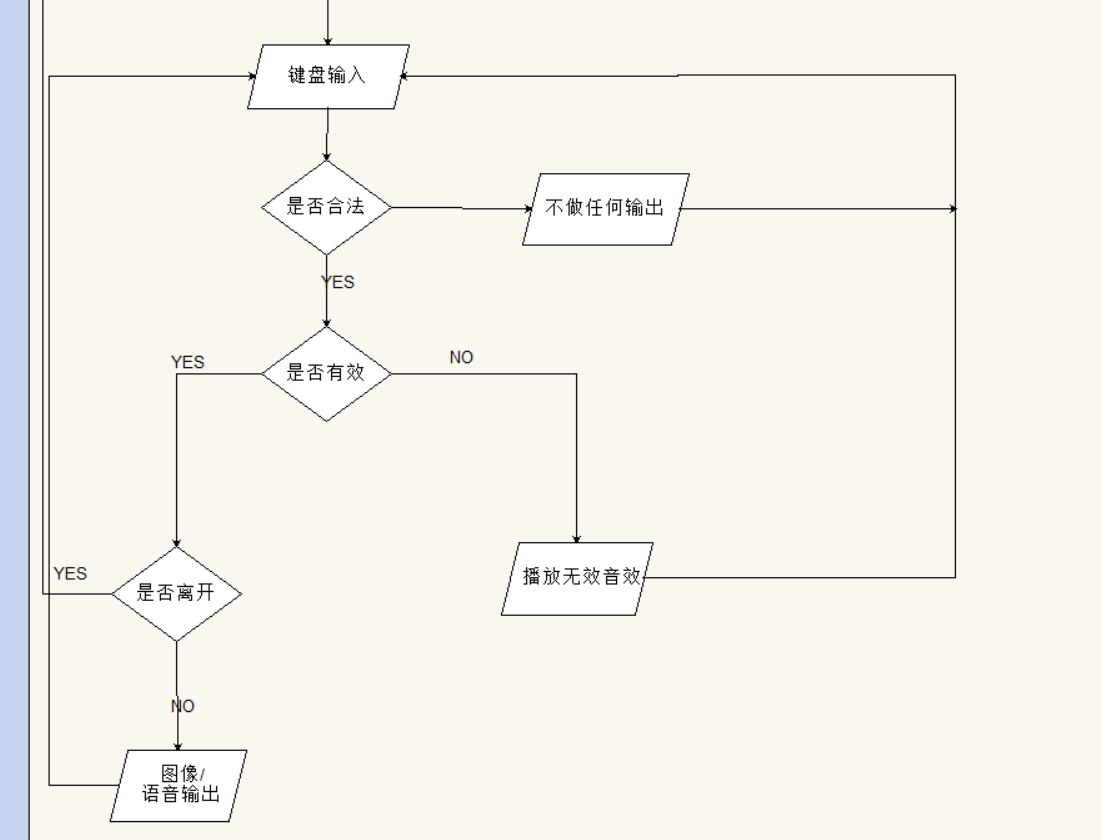 键盘输入
是否合法
不做任何输出
YES
是否有效
YES
NO
YES
是否离开
播放无效音效
NO
图像/
语音输出